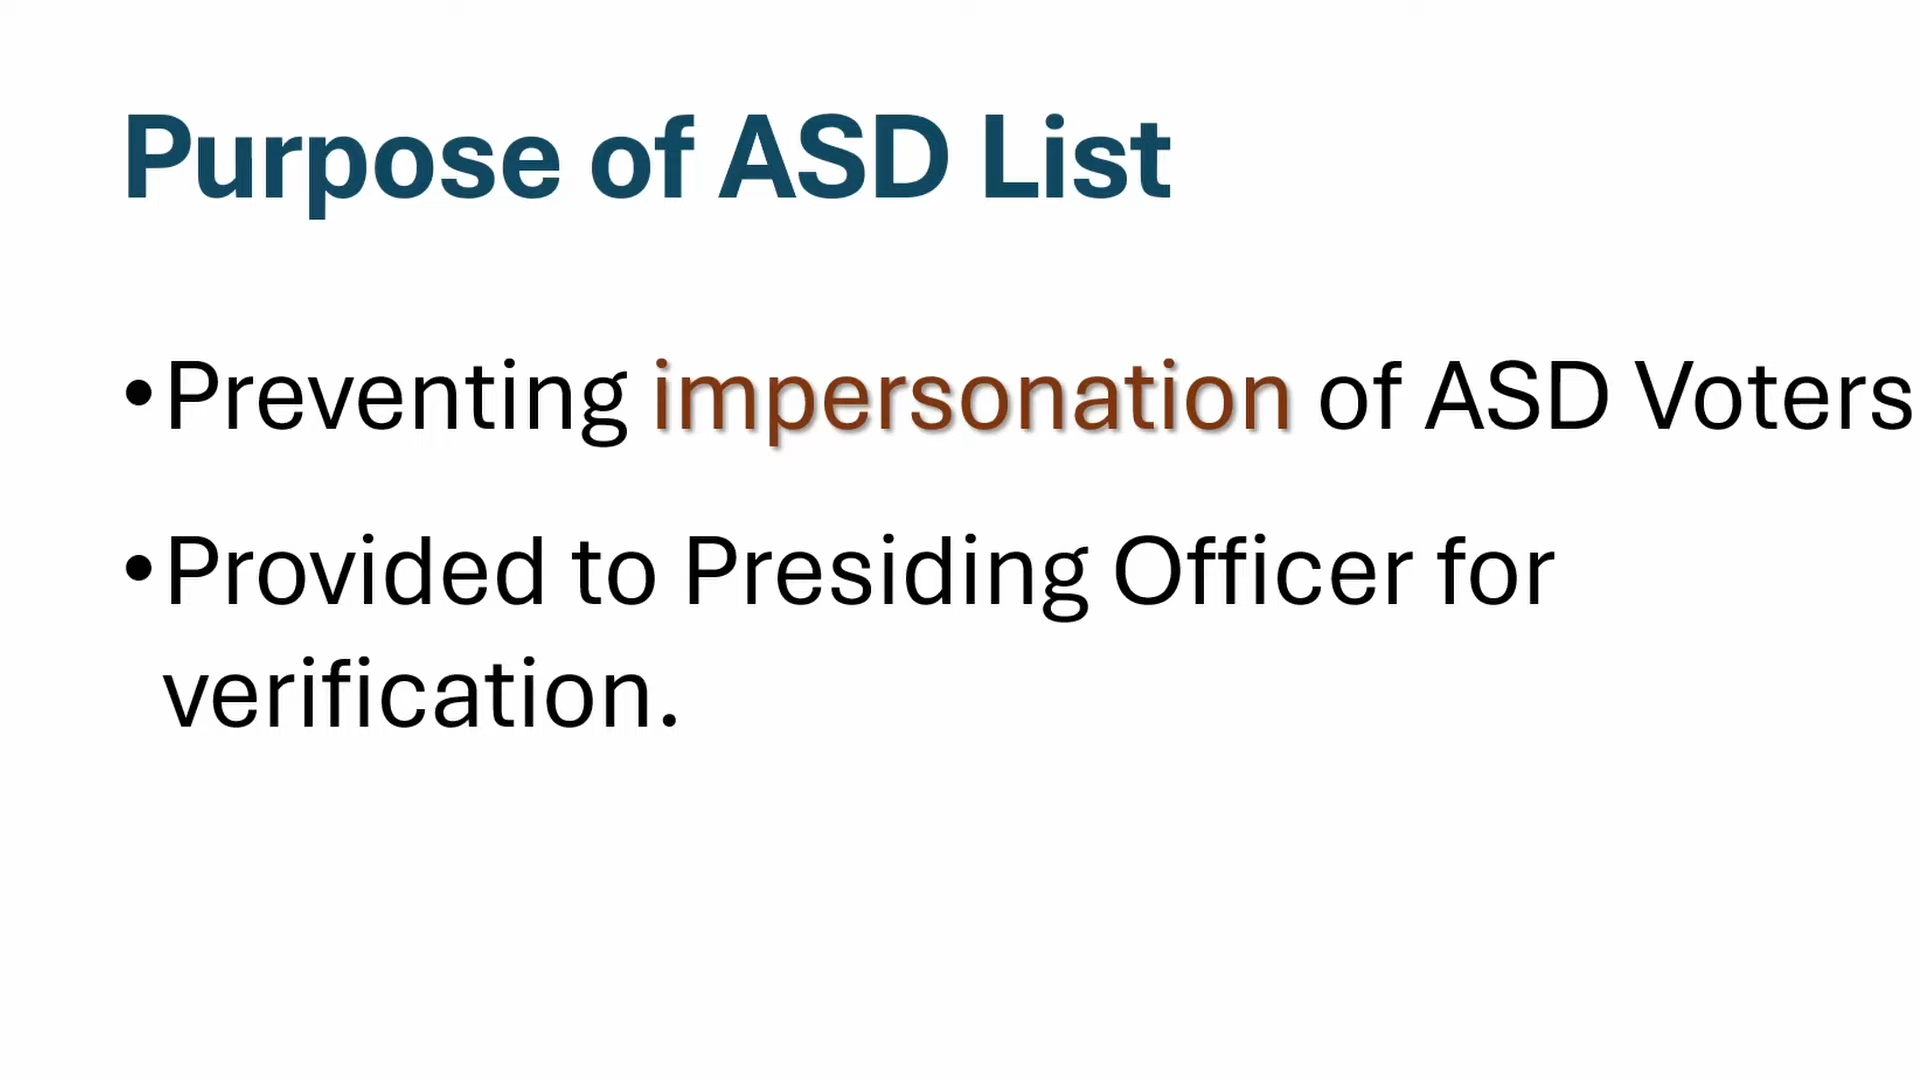 Purpose of ASD List
•Preventing impersonation of ASD Voters
•Provided to Presiding Officer for
verification.